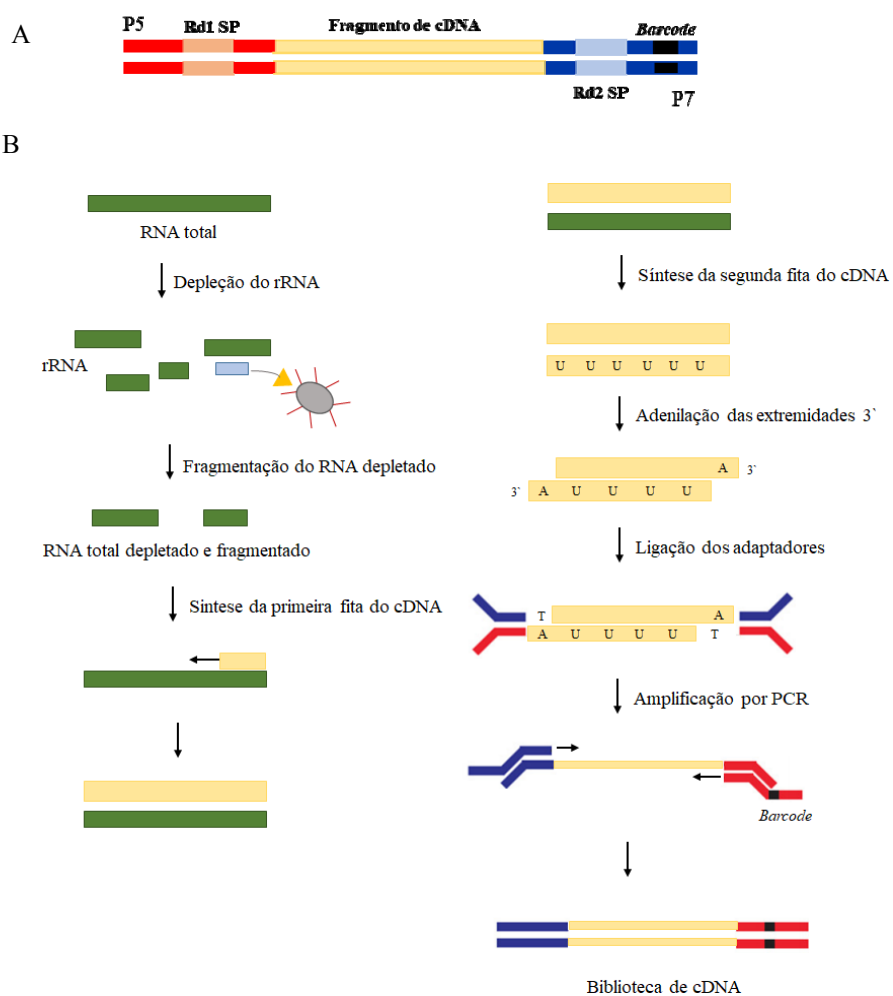 A
P5
Rd1 SP
Fragmento de cDNA
Barcode
Rd2 SP
P7
B
RNA total
Depleção do rRNA
rRNA
Fragmentação do RNA depletado
RNA total depletado e fragmentado
Sintese da primeira fita do cDNA
Síntese da segunda fita do cDNA
U U U U U U
Adenilação das extremidades 3`
A 3`
3` A U U U U
Ligação dos adaptadores
T A
A U U U U T
Amplificação por PCR
Barcode
Biblioteca de cDNA